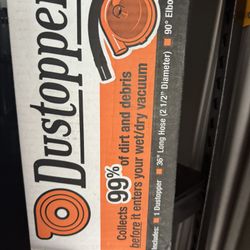 Dustopper
Collects 99% of dirt and debris
before it enters your wet/dry vacuum
Includes: ■ 1 Dustopper ■ 36" Long Hose (2 1/2" Diameter) ■ 90° Elbo